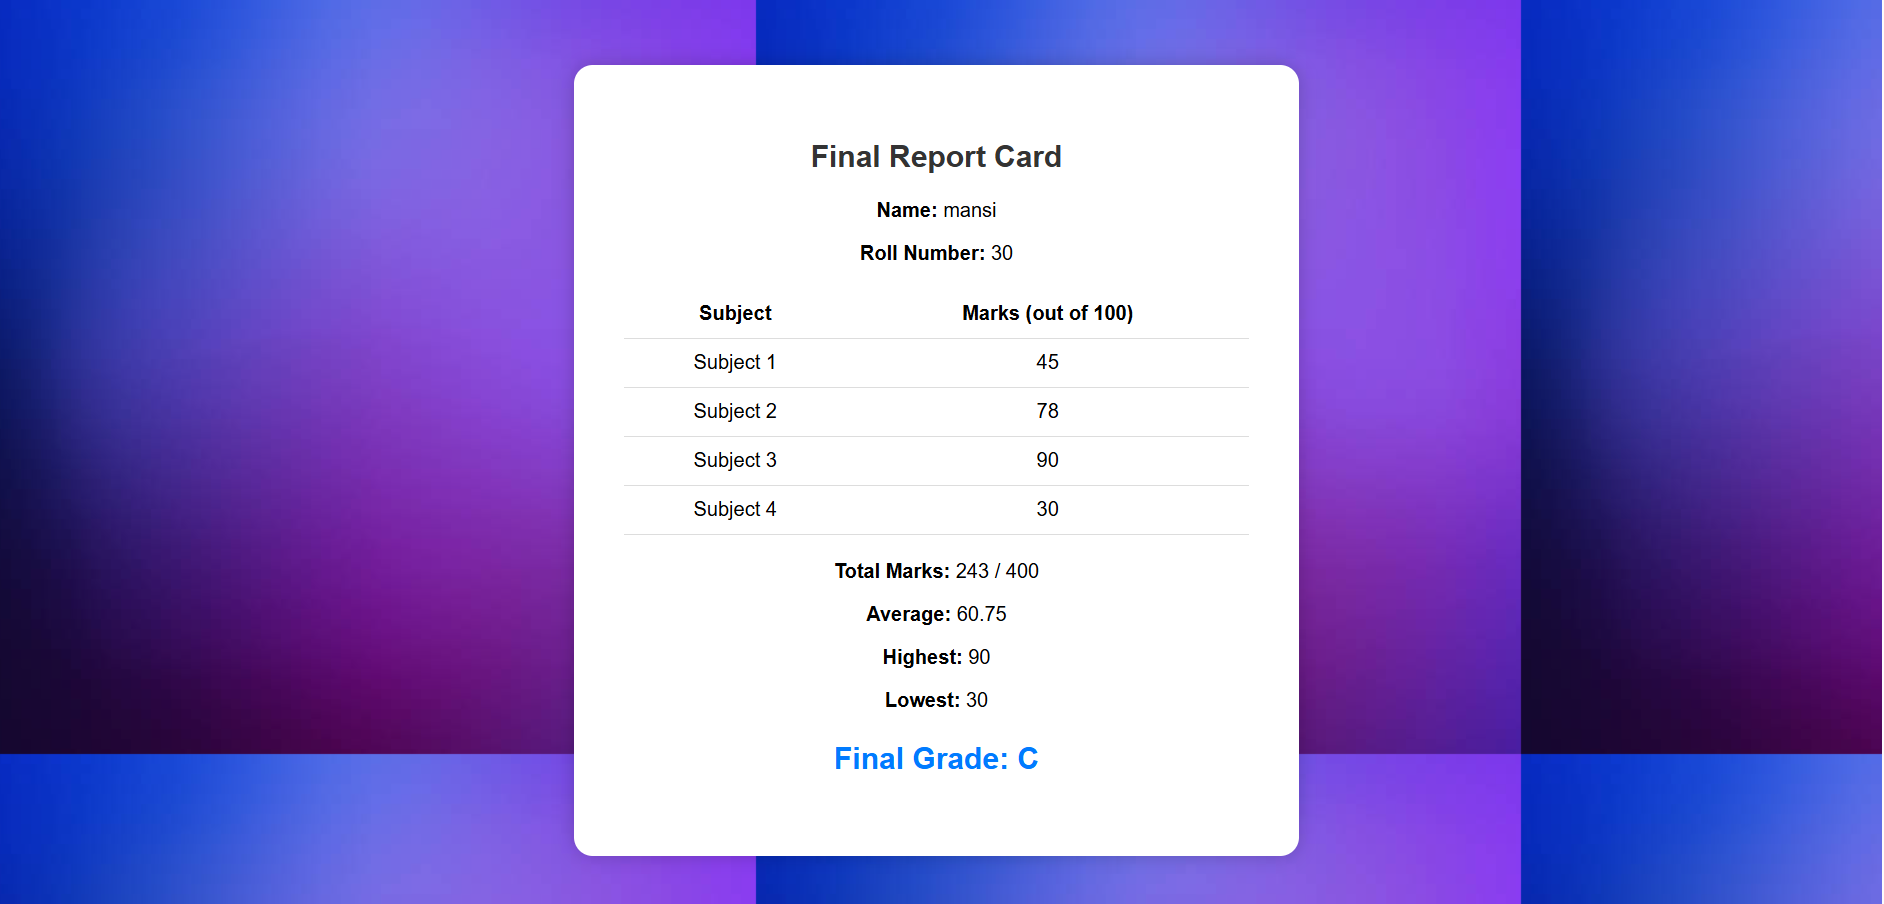 Final Report Card
Name: mansi
Roll Number: 30
Subject Marks (out of 100)
Subject 1 45
Subject 2 78
Subject 3 90
Subject 4 30
Total Marks: 243 / 400
Average: 60.75
Highest: 90
Lowest: 30
Final Grade: C